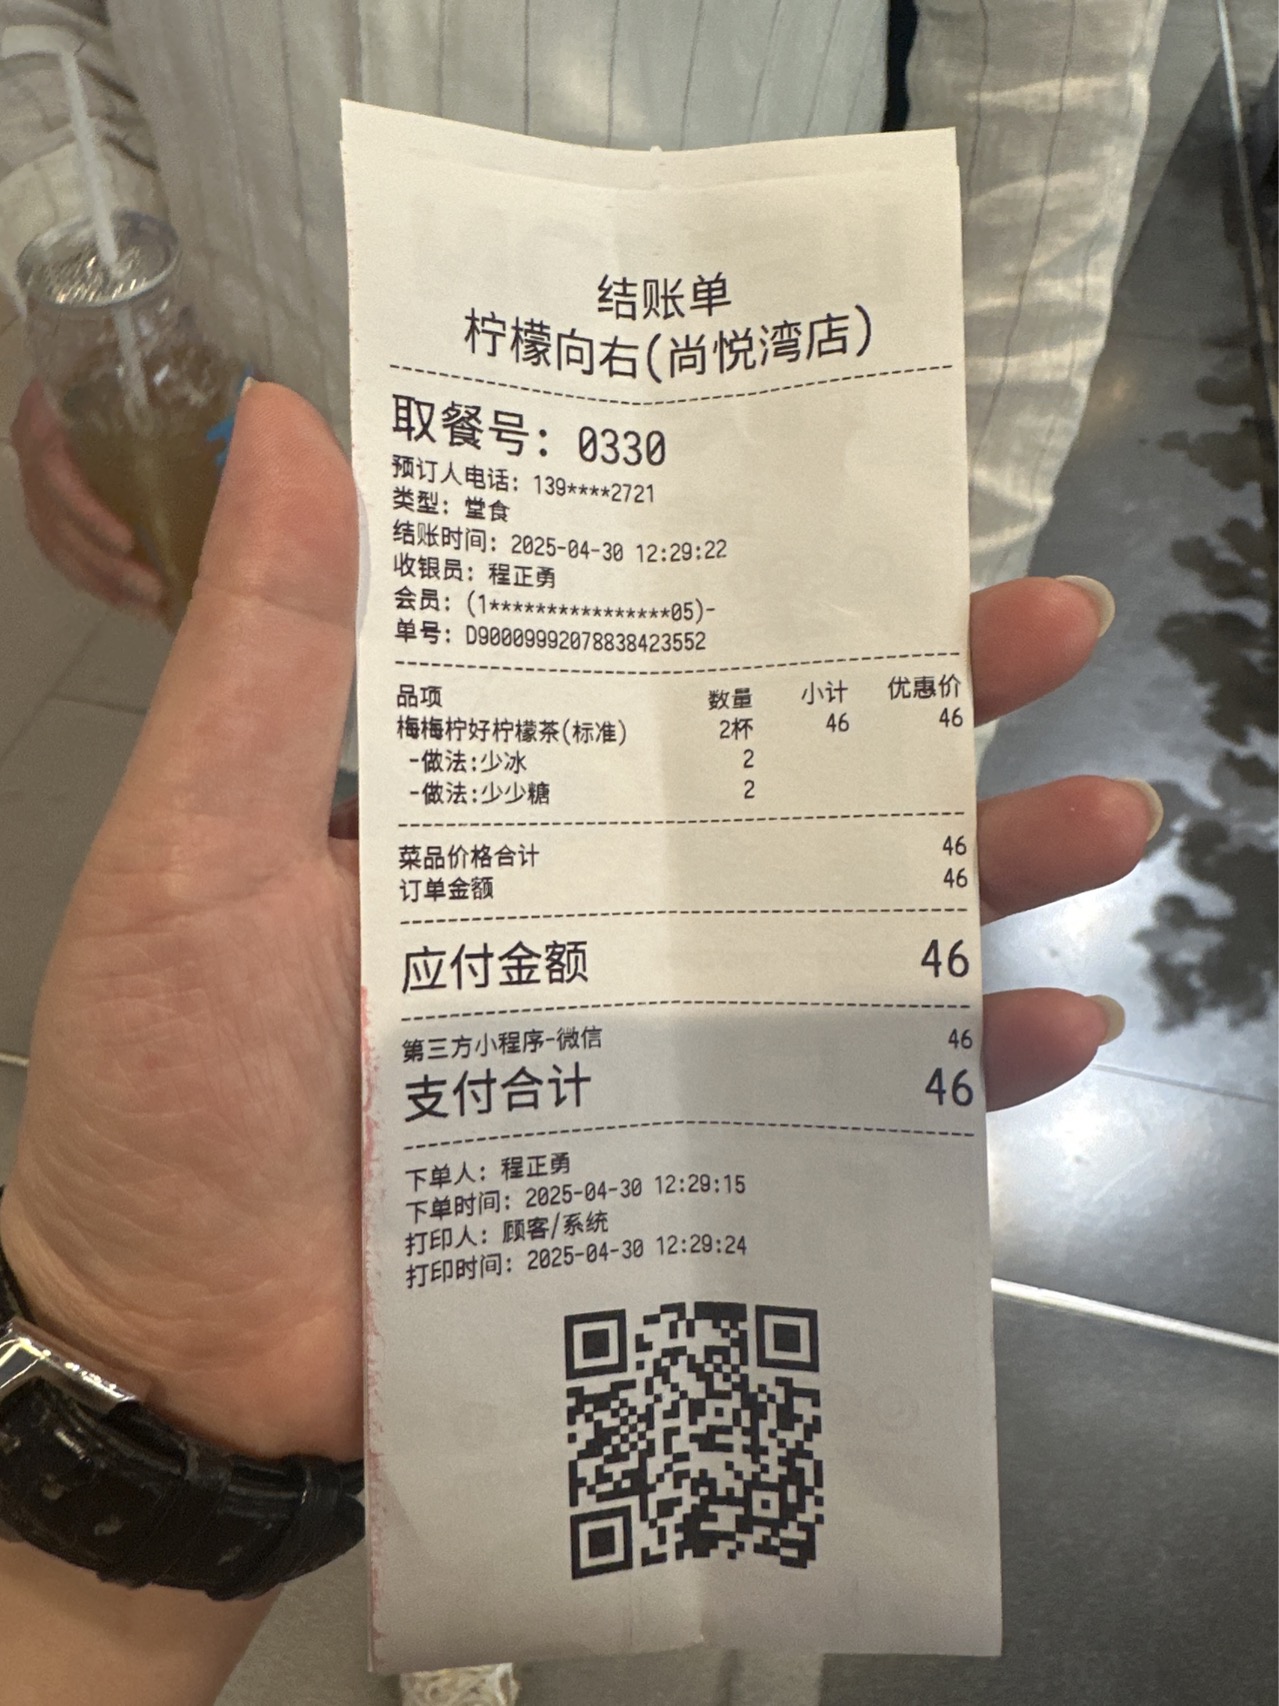 结账单
柠檬向右(尚悦湾店)
取餐号: 0330
预订人电话: 139****2721
类型: 堂食
结账时间: 2025-04-30 12:29:22
收银员: 程正勇
会员: (1****************05)-
单号: D90009992078838423552
品项 数量 小计 优惠价
梅梅柠好柠檬茶(标准) 2杯 46 46
-做法:少冰 2
-做法:少少糖 2
菜品价格合计 46
订单金额 46
应付金额 46
第三方小程序-微信 46
支付合计 46
下单人: 程正勇
下单时间: 2025-04-30 12:29:15
打印人: 顾客/系统
打印时间: 2025-04-30 12:29:24